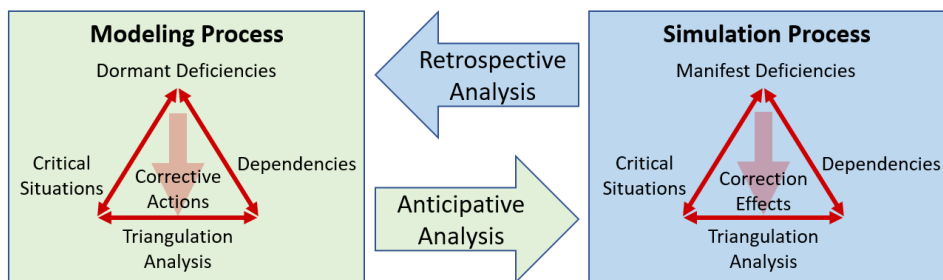 Modeling Process
Dormant Deficiencies
Critical
Situations
Dependencies
Corrective
Actions
Triangulation
Analysis
Retrospective
Analysis
Anticipative
Analysis
Simulation Process
Manifest Deficiencies
Critical
Situations
Dependencies
Correction
Effects
Triangulation
Analysis